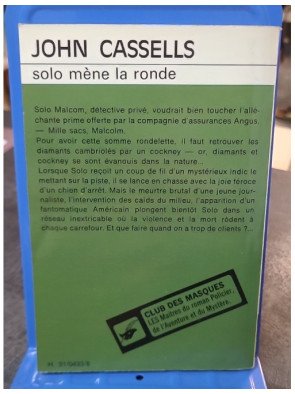 JOHN CASSELLS
solo mène la ronde
Solo Malcom, détective privé, voudrait bien toucher l'allé-
chante prime offerte par la compagnie d'assurances Angus.
— Mille sacs, Malcolm.
Pour avoir cette somme rondelette, il faut retrouver les
diamants cambriolés par un cockney — or, diamants et
cockney se sont évanouis dans la nature...
Lorsque Solo reçoit un coup de fil d'un mystérieux indic le
mettant sur la piste, il se lance en chasse avec la joie féroce
d'un chien d'arrêt. Mais le meurtre brutal d'une jeune jour-
naliste, l'intervention des caïds du milieu, l'apparition d'un
fantomatique Américain plongent bientôt Solo dans un
réseau inextricable où la violence et la mort rôdent à
chaque carrefour. Et que faire quand on a trop de clients ?...
CLUB DES MASQUES
LES Maîtres du roman Policier,
de l'Aventure et du Mystère.